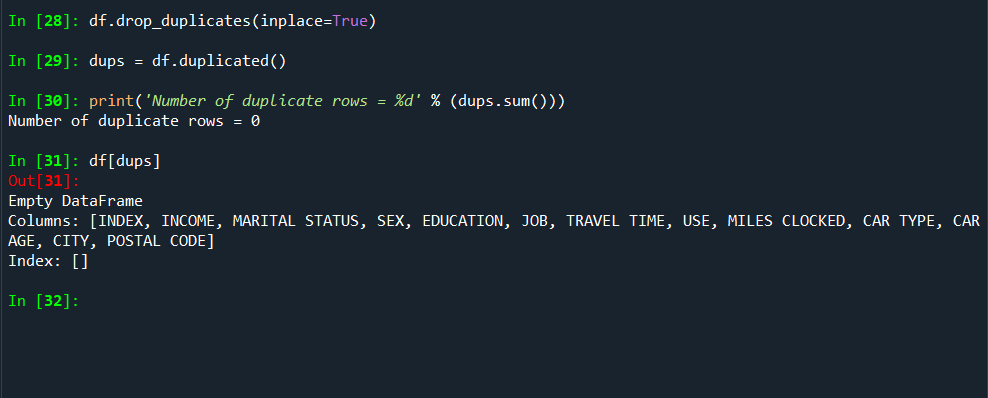 In [28]: df.drop_duplicates(inplace=True)
In [29]: dups = df.duplicated()
In [30]: print('Number of duplicate rows = %d' % (dups.sum()))
Number of duplicate rows = 0
In [31]: df[dups]
Out[31]:
Empty DataFrame
Columns: [INDEX, INCOME, MARITAL STATUS, SEX, EDUCATION, JOB, TRAVEL TIME, USE, MILES CLOCKED, CAR TYPE, CAR
AGE, CITY, POSTAL CODE]
Index: []
In [32]: